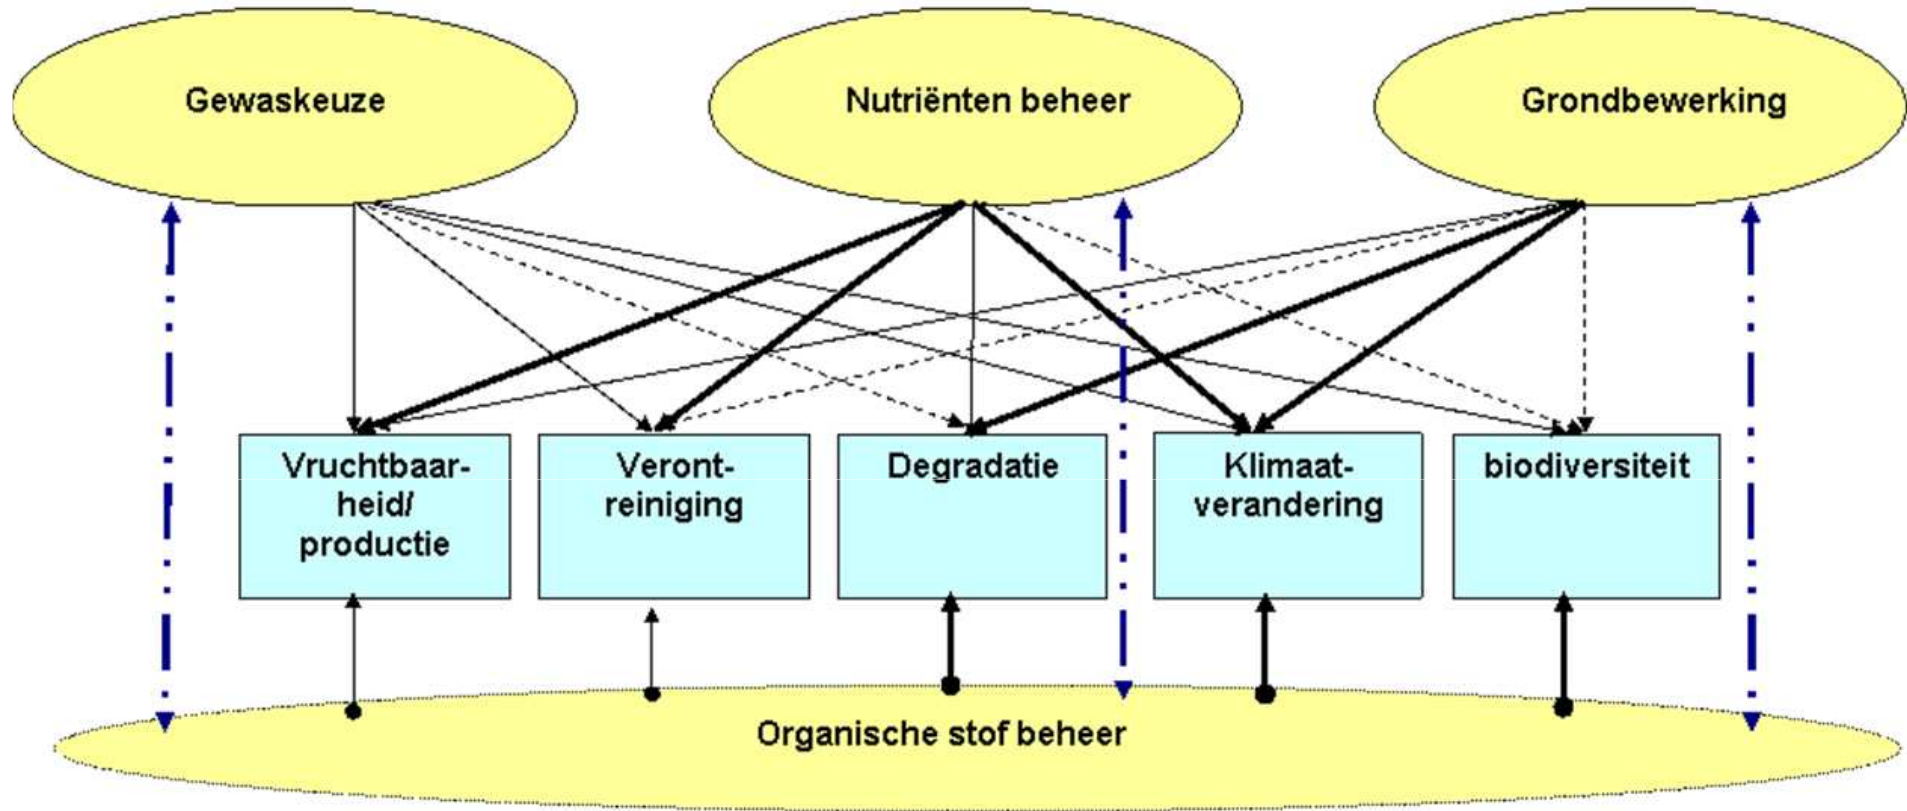 Gewaskeuze
Nutriënten beheer
Grondbewerking
Vruchtbaar-
heid/
productie
Veront-
reiniging
Degradatie
Klimaat-
verandering
biodiversiteit
Organische stof beheer